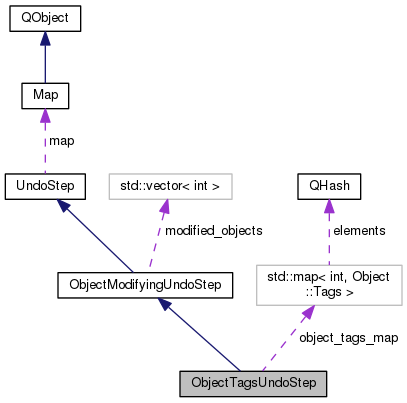 QObject
Map
map
UndoStep
std::vector< int >
QHash
modified_objects
elements
ObjectModifyingUndoStep
std::map< int, Object
::Tags >
object_tags_map
ObjectTagsUndoStep